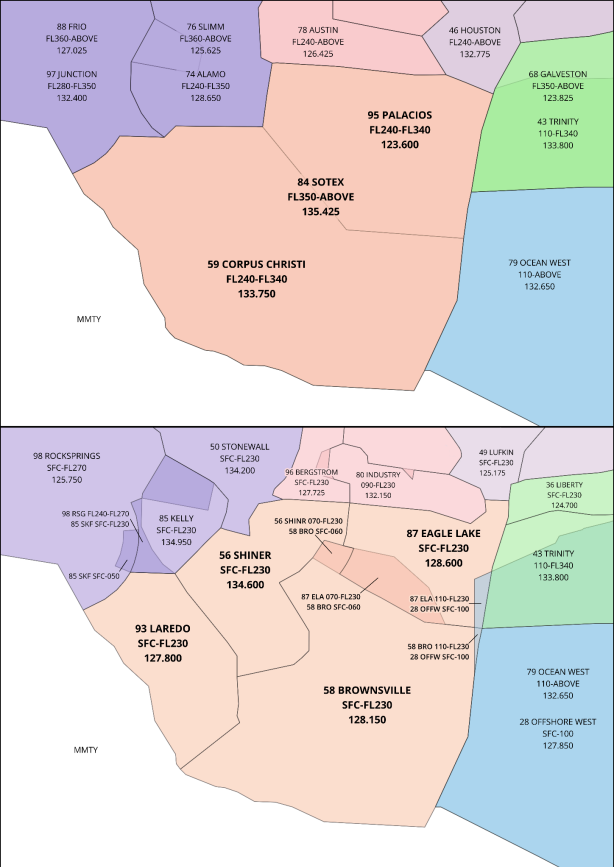 88 FRIO
FL360-ABOVE
127.025
97 JUNCTION
FL280-FL350
132.400
76 SLIMM
FL360-ABOVE
125.625
74 ALAMO
FL240-FL350
128.650
78 AUSTIN
FL240-ABOVE
126.425
46 HOUSTON
FL240-ABOVE
132.775
68 GALVESTON
FL350-ABOVE
123.825
43 TRINITY
110-FL340
133.800
95 PALACIOS
FL240-FL340
123.600
84 SOTEX
FL350-ABOVE
135.425
59 CORPUS CHRISTI
FL240-FL340
133.750
79 OCEAN WEST
110-ABOVE
132.650
MMTY
98 ROCKSPRINGS
SFC-FL270
125.750
50 STONEWALL
SFC-FL230
134.200
96 BERGSTROM
SFC-FL230
127.725
80 INDUSTRY
090-FL230
132.150
49 LUFKIN
SFC-FL230
125.175
36 LIBERTY
SFC-FL230
124.700
98 RSG FL240-FL270
85 SKF SFC-FL230
85 KELLY
SFC-FL230
134.950
56 SHINR 070-FL230
58 BRO SFC-060
87 EAGLE LAKE
SFC-FL230
128.600
43 TRINITY
110-FL340
133.800
56 SHINER
SFC-FL230
134.600
85 SKF SFC-050
87 ELA 070-FL230
58 BRO SFC-060
87 ELA 110-FL230
28 OFFW SFC-100
93 LAREDO
SFC-FL230
127.800
58 BRO 110-FL230
28 OFFW SFC-100
58 BROWNSVILLE
SFC-FL230
128.150
79 OCEAN WEST
110-ABOVE
132.650
28 OFFSHORE WEST
SFC-100
127.850
MMTY